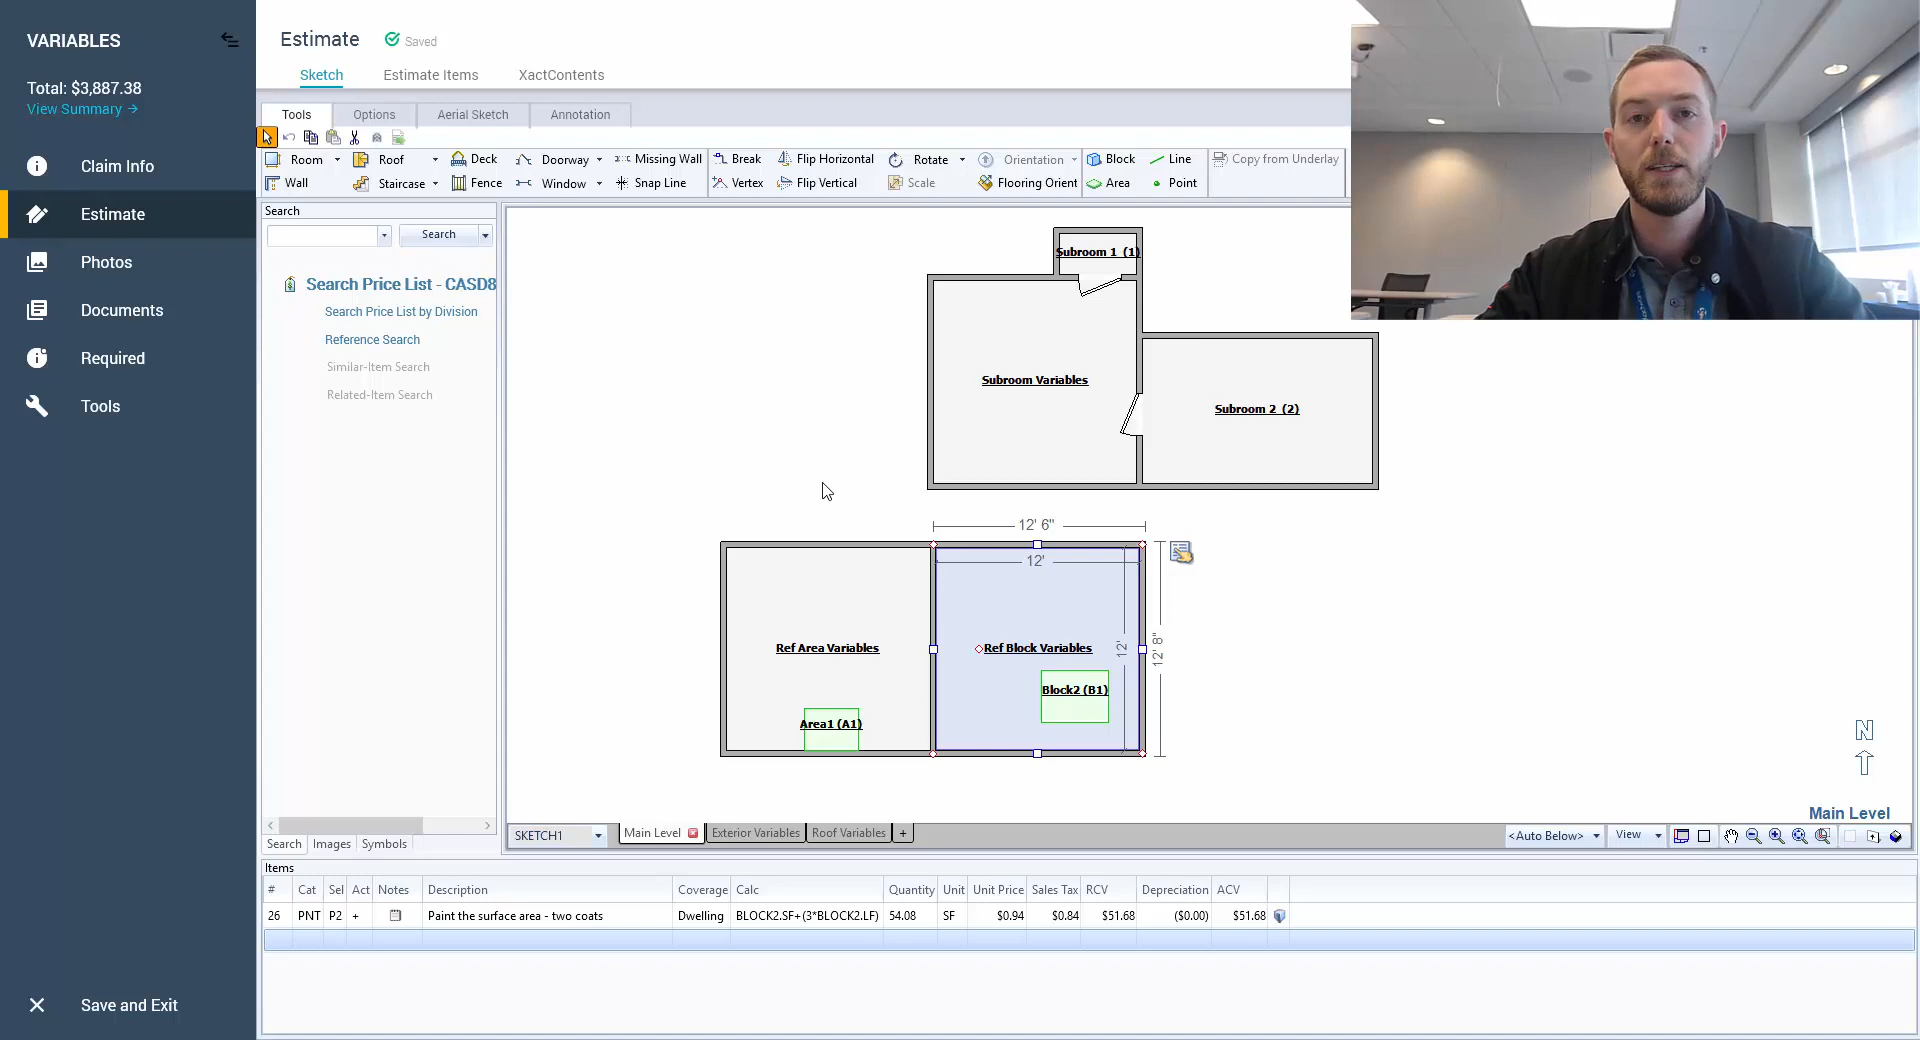 VARIABLES
Total: $3,887.38
View Summary →
Claim Info
Estimate
Photos
Documents
Required
Tools
Save and Exit
Estimate Saved
Sketch Estimate Items XactContents
Tools Options Aerial Sketch Annotation
Room Roof Deck Doorway Missing Wall Break Flip Horizontal Rotate Orientation Block Line Copy from Underlay
Wall Staircase Fence Window Snap Line Vertex Flip Vertical Scale Flooring Orient Area Point
Search
Search
Search Price List - CASD8
Search Price List by Division
Reference Search
Similar-Item Search
Related-Item Search
Subroom 1 (1)
Subroom Variables
Subroom 2 (2)
12' 6"
12'
Ref Area Variables
Ref Block Variables
12'
12' 8"
Block2 (B1)
Area1 (A1)
N
Main Level
SKETCH1 Main Level Exterior Variables Roof Variables + <Auto Below> View
Search Images Symbols
Items
# Cat Sel Act Notes Description Coverage Calc Quantity Unit Unit Price Sales Tax RCV Depreciation ACV
26 PNT P2 + Paint the surface area - two coats Dwelling BLOCK2.SF+(3*BLOCK2.LF) 54.08 SF $0.94 $0.84 $51.68 ($0.00) $51.68